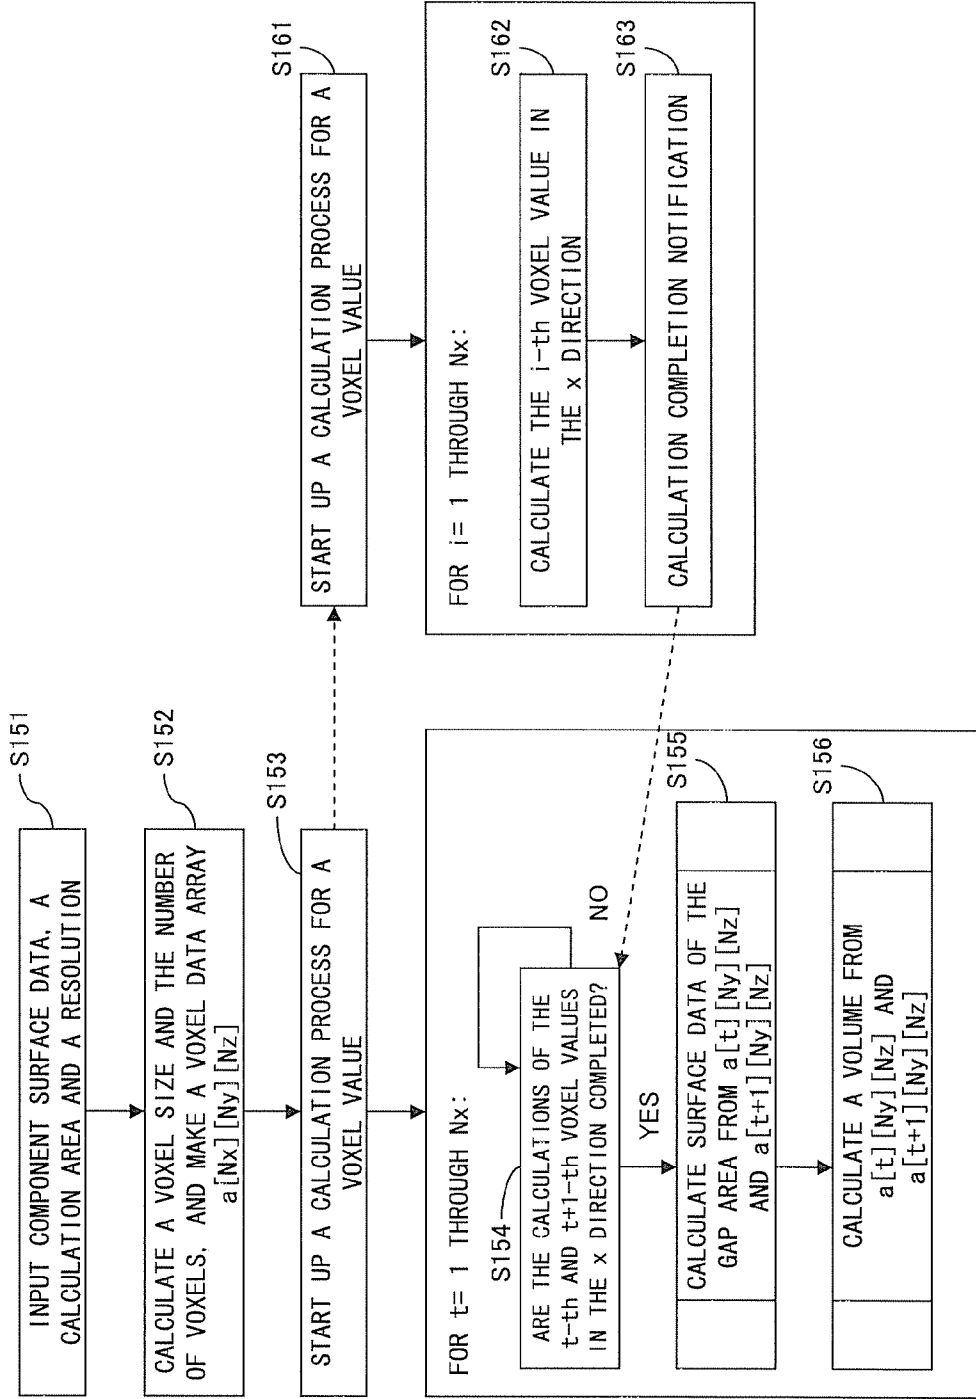 S151
INPUT COMPONENT SURFACE DATA, A
CALCULATION AREA AND A RESOLUTION
S152
CALCULATE A VOXEL SIZE AND THE NUMBER
OF VOXELS, AND MAKE A VOXEL DATA ARRAY
a[Nx][Ny][Nz]
S153
START UP A CALCULATION PROCESS FOR A
VOXEL VALUE
FOR t= 1 THROUGH Nx:
S154
ARE THE CALCULATIONS OF THE
t-th AND t+1-th VOXEL VALUES
IN THE x DIRECTION COMPLETED?
NO
YES
S155
CALCULATE SURFACE DATA OF THE
GAP AREA FROM a[t][Ny][Nz]
AND a[t+1][Ny][Nz]
S156
CALCULATE A VOLUME FROM
a[t][Ny][Nz] AND
a[t+1][Ny][Nz]
S161
START UP A CALCULATION PROCESS FOR A
VOXEL VALUE
FOR i= 1 THROUGH Nx:
S162
CALCULATE THE i-th VOXEL VALUE IN
THE x DIRECTION
S163
CALCULATION COMPLETION NOTIFICATION